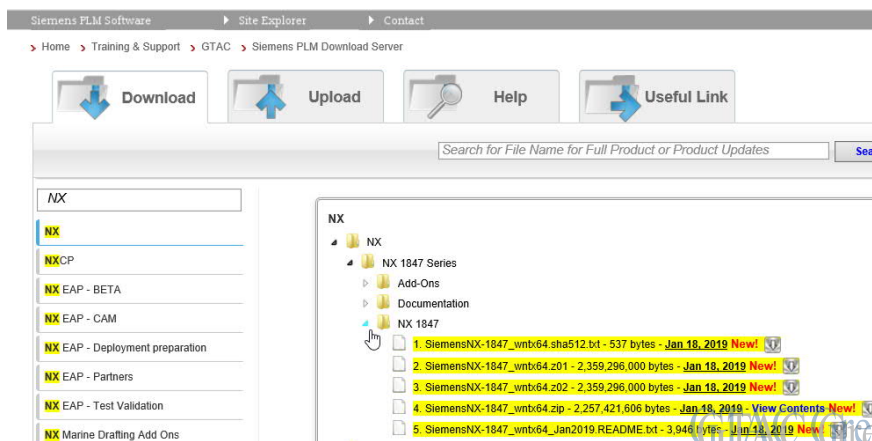 Siemens PLM Software Site Explorer Contact
Home Training & Support GTAC Siemens PLM Download Server
Download Upload Help Useful Link
Search for File Name for Full Product or Product Updates Sea
NX
NX
NXCP
NX EAP - BETA
NX EAP - CAM
NX EAP - Deployment preparation
NX EAP - Partners
NX EAP - Test Validation
NX Marine Drafting Add Ons
NX
NX
NX 1847 Series
Add-Ons
Documentation
NX 1847
1. SiemensNX-1847_wntx64.sha512.txt - 537 bytes - Jan 18, 2019 New!
2. SiemensNX-1847_wntx64.z01 - 2,359,296,000 bytes - Jan 18, 2019 New!
3. SiemensNX-1847_wntx64.z02 - 2,359,296,000 bytes - Jan 18, 2019 New!
4. SiemensNX-1847_wntx64.zip - 2,257,421,606 bytes - Jan 18, 2019 - View Contents New!
5. SiemensNX-1847_wntx64_Jan2019.README.txt - 3,946 bytes - Jan 18, 2019 New!